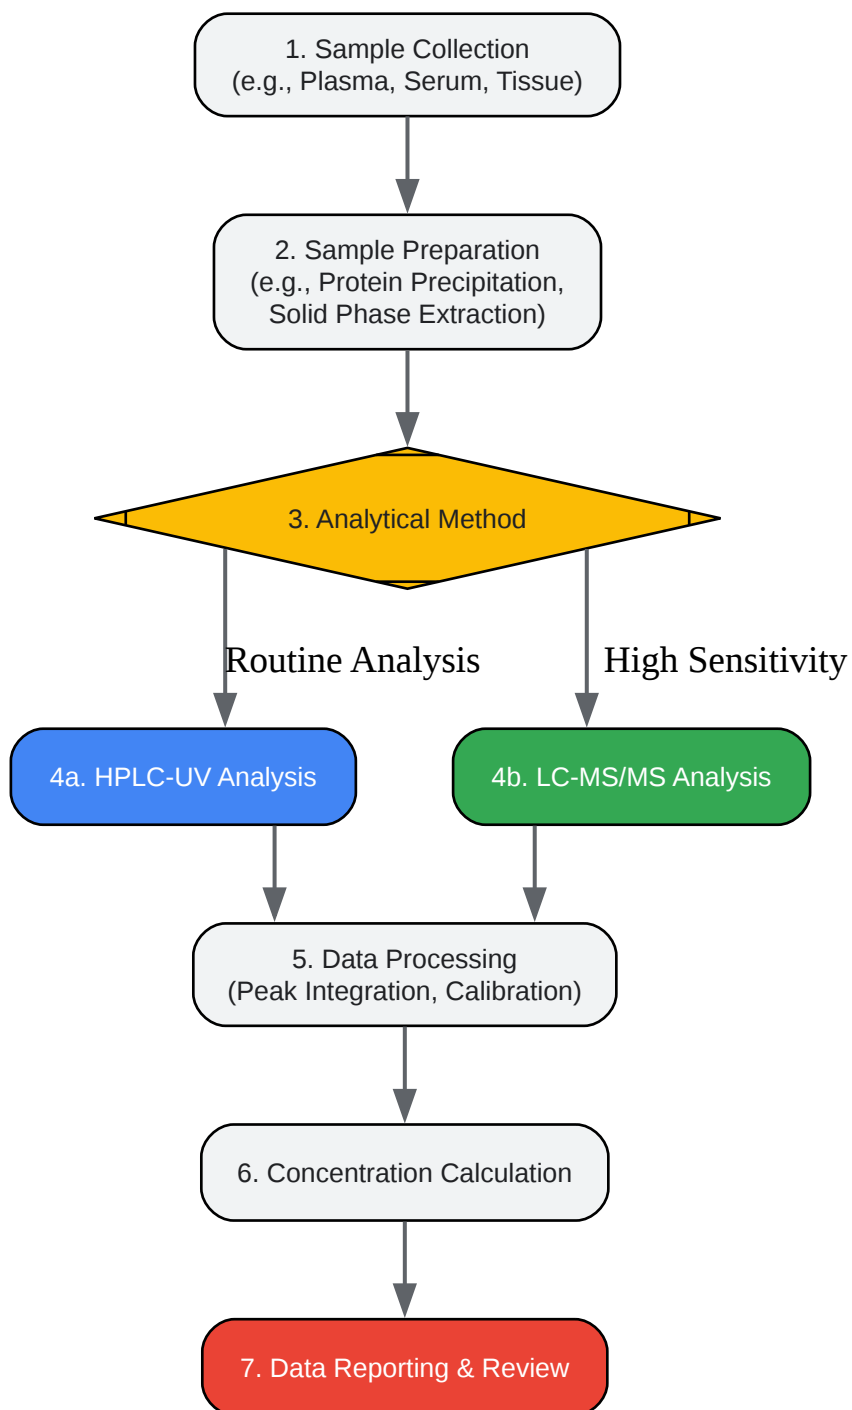 1. Sample Collection
(e.g., Plasma, Serum, Tissue)
2. Sample Preparation
(e.g., Protein Precipitation,
Solid Phase Extraction)
3. Analytical Method
Routine Analysis
High Sensitivity
4a. HPLC-UV Analysis
4b. LC-MS/MS Analysis
5. Data Processing
(Peak Integration, Calibration)
6. Concentration Calculation
7. Data Reporting & Review